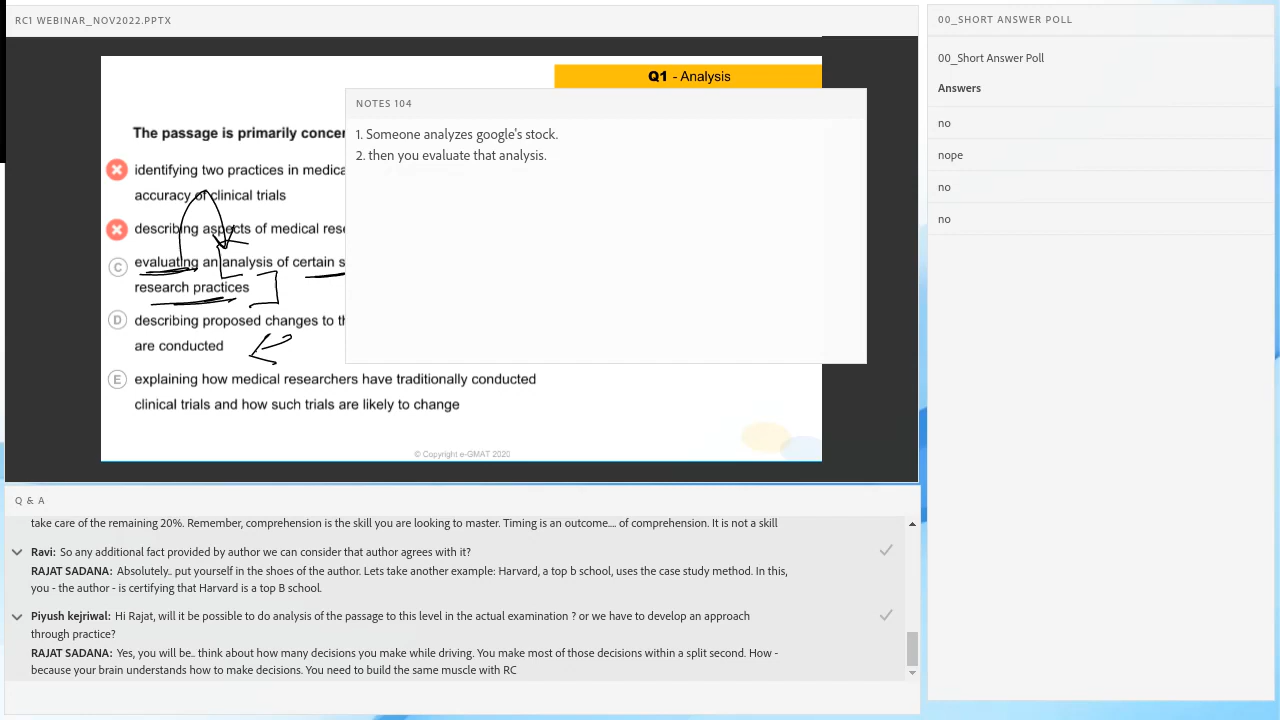 RC1 WEBINAR_NOV2022.PPTX
Q1 - Analysis
The passage is primarily
identifying two practices in
accuracy of clinical trials
describing aspects of medical
C evaluating an analysis of certain
research practices
D describing proposed changes to
are conducted
E explaining how medical researchers have traditionally conducted
clinical trials and how such trials are likely to change
© Copyright e-GMAT 2020
NOTES 104
1. Someone analyzes google's stock.
2. then you evaluate that analysis.
00_SHORT ANSWER POLL
00_Short Answer Poll
Answers
no
nope
no
no
Q & A
take care of the remaining 20%. Remember, comprehension is the skill you are looking to master. Timing is an outcome.... of comprehension. It is not a skill
Ravi: So any additional fact provided by author we can consider that author agrees with it?
RAJAT SADANA: Absolutely.. put yourself in the shoes of the author. Lets take another example: Harvard, a top b school, uses the case study method. In this,
you - the author - is certifying that Harvard is a top B school.
Piyush kejriwal: Hi Rajat, will it be possible to do analysis of the passage to this level in the actual examination ? or we have to develop an approach
through practice?
RAJAT SADANA: Yes, you will be.. think about how many decisions you make while driving. You make most of those decisions within a split second. How -
because your brain understands how to make decisions. You need to build the same muscle with RC